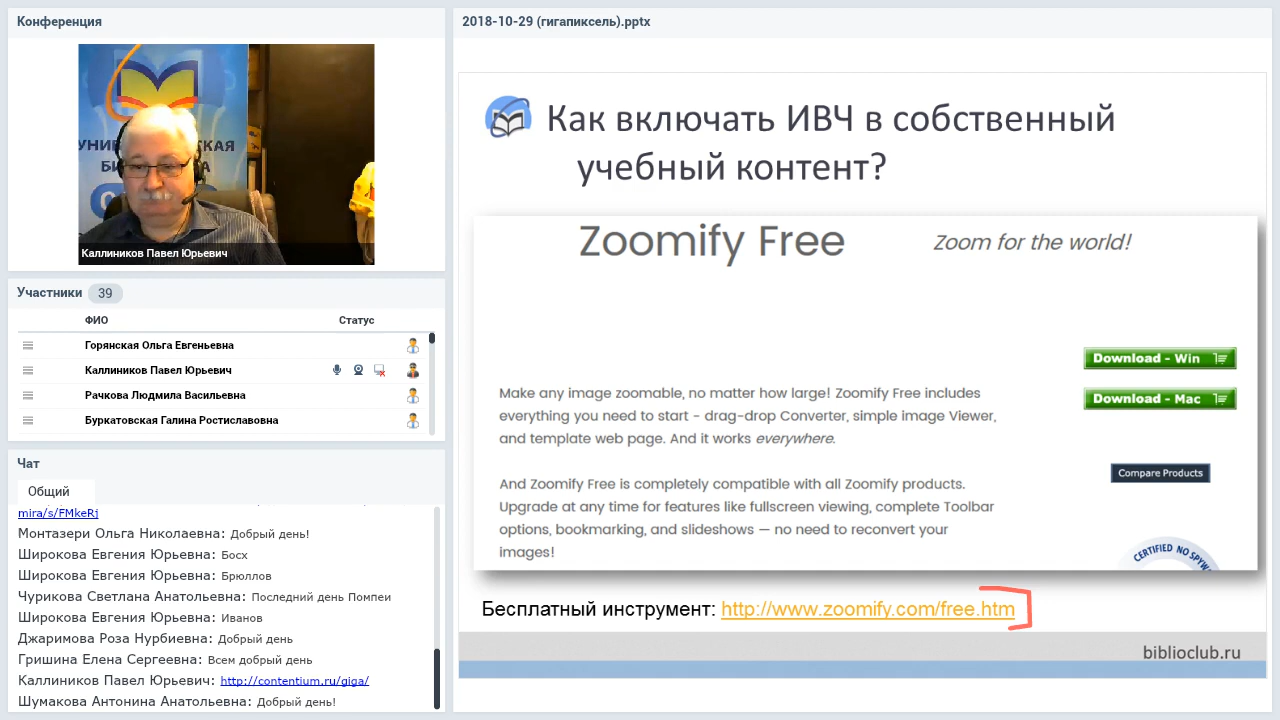 Конференция
Каллиников Павел Юрьевич
Участники 39
ФИО Статус
Горянская Ольга Евгеньевна
Каллиников Павел Юрьевич
Рачкова Людмила Васильевна
Буркатовская Галина Ростиславовна
Чат
Общий
mira/s/FMkeRj
Монтазери Ольга Николаевна: Добрый день!
Широкова Евгения Юрьевна: Босх
Широкова Евгения Юрьевна: Брюллов
Чурикова Светлана Анатольевна: Последний день Помпеи
Широкова Евгения Юрьевна: Иванов
Джаримова Роза Нурбиевна: Добрый день
Гришина Елена Сергеевна: Всем добрый день
Каллиников Павел Юрьевич: http://contentium.ru/giga/
Шумакова Антонина Анатольевна: Добрый день!
2018-10-29 (гигапиксель).pptx
Как включать ИВЧ в собственный
учебный контент?
Zoomify Free
Zoom for the world!
Download - Win
Download - Mac
Make any image zoomable, no matter how large! Zoomify Free includes
everything you need to start - drag-drop Converter, simple image Viewer,
and template web page. And it works everywhere.
Compare Products
And Zoomify Free is completely compatible with all Zoomify products.
Upgrade at any time for features like fullscreen viewing, complete Toolbar
options, bookmarking, and slideshows — no need to reconvert your
images!
CERTIFIED NO
Бесплатный инструмент: http://www.zoomify.com/free.htm
biblioclub.ru